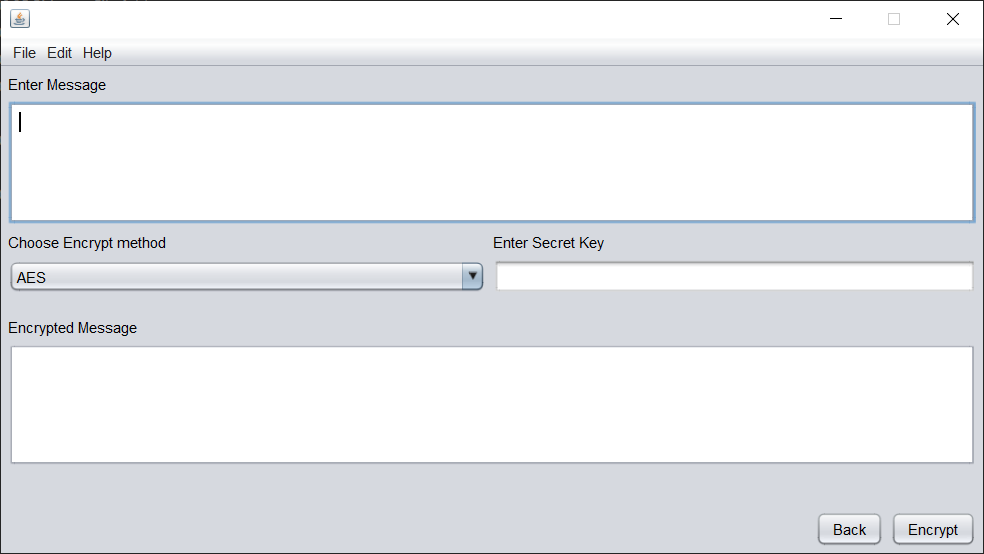 File Edit Help
Enter Message
Choose Encrypt method Enter Secret Key
AES
Encrypted Message
Back Encrypt